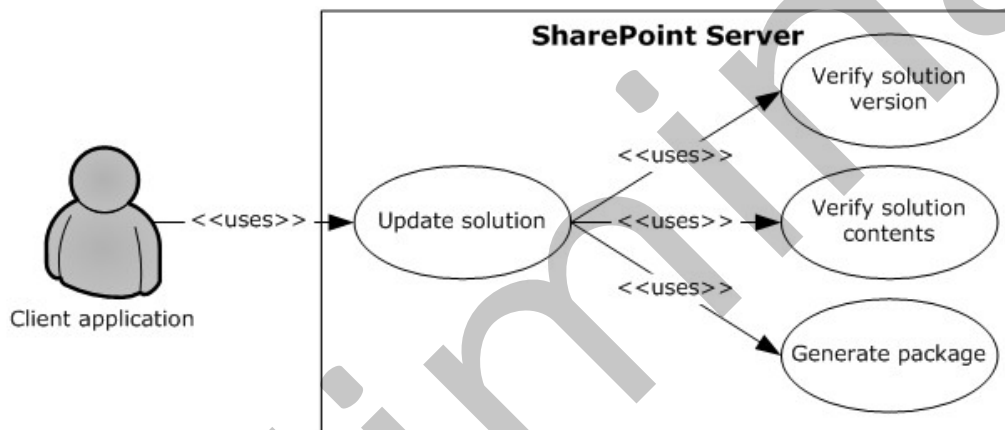 SharePoint Server
Verify solution
version
<<uses>>
<<uses>>
Update solution
<<uses>>
Verify solution
contents
<<uses>>
Client application
Generate package